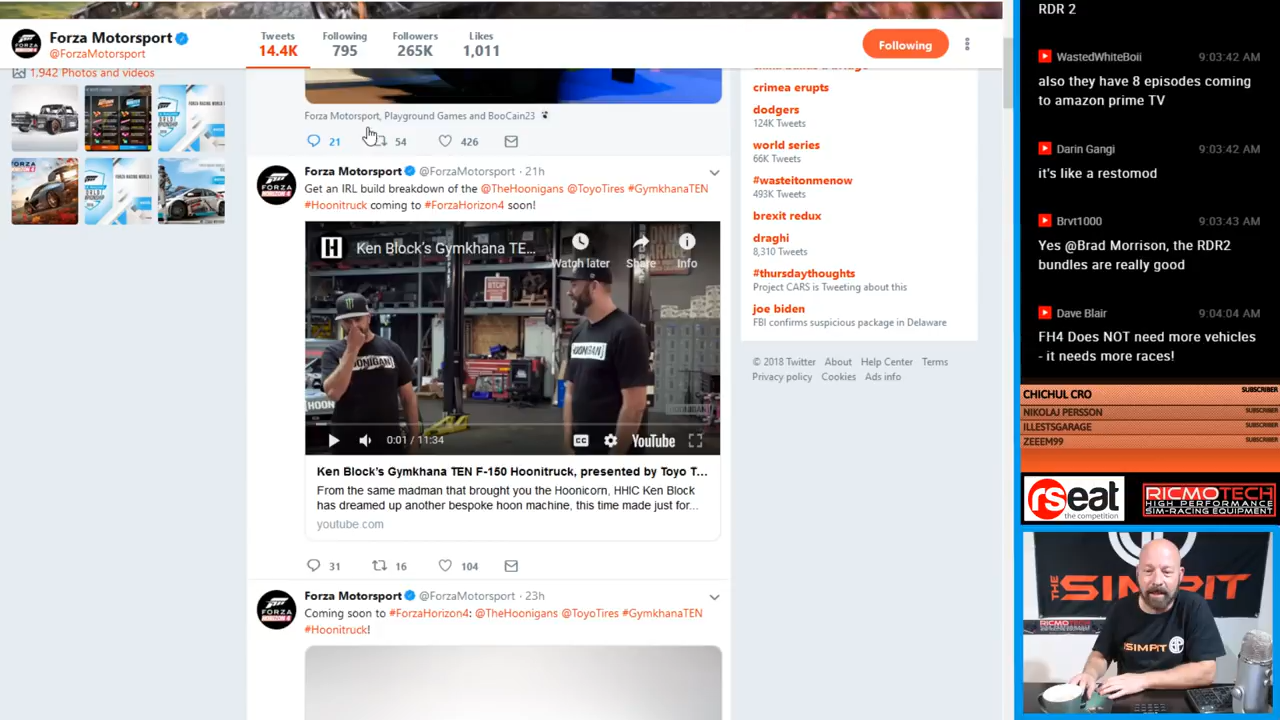 Forza Motorsport
@ForzaMotorsport
Tweets
14.4K
Following
795
Followers
265K
Likes
1,011
Following
1,942 Photos and videos
Forza Motorsport, Playground Games and BooCain23
21
54
426
Forza Motorsport @ForzaMotorsport · 21h
Get an IRL build breakdown of the @TheHoonigans @ToyoTires #GymkhanaTEN
#Hoonitruck coming to #ForzaHorizon4 soon!
H
Ken Block's Gymkhana TE...
Watch later
Share
Info
STOP
HOONIGAN
HOONIGAN
0:01 / 11:34
CC
YouTube
Ken Block's Gymkhana TEN F-150 Hoonitruck, presented by Toyo T...
From the same madman that brought you the Hoonicorn, HHIC Ken Block
has dreamed up another bespoke hoon machine, this time made just for...
youtube.com
31
16
104
Forza Motorsport @ForzaMotorsport · 23h
Coming soon to #ForzaHorizon4: @TheHoonigans @ToyoTires #GymkhanaTEN
#Hoonitruck!
crimea erupts
dodgers
124K Tweets
world series
66K Tweets
#wasteitonmenow
493K Tweets
brexit redux
draghi
8,310 Tweets
#thursdaythoughts
Project CARS is Tweeting about this
joe biden
FBI confirms suspicious package in Delaware
© 2018 Twitter About Help Center Terms
Privacy policy Cookies Ads info
RDR 2
WastedWhiteBoii 9:03:42 AM
also they have 8 episodes coming
to amazon prime TV
Darin Gangi 9:03:42 AM
it's like a restomod
Brvt1000 9:03:43 AM
Yes @Brad Morrison, the RDR2
bundles are really good
Dave Blair 9:04:04 AM
FH4 Does NOT need more vehicles
- it needs more races!
CHICHUL CRO SUBSCRIBER
NIKOLAJ PERSSON SUBSCRIBER
ILLESTGARAGE SUBSCRIBER
ZEEEM99 SUBSCRIBER
rseat
the competition
RICMOTECH
HIGH PERFORMANCE
SIM-RACING EQUIPMENT
THE SIMPIT
RICMOTECH
SIMPIT